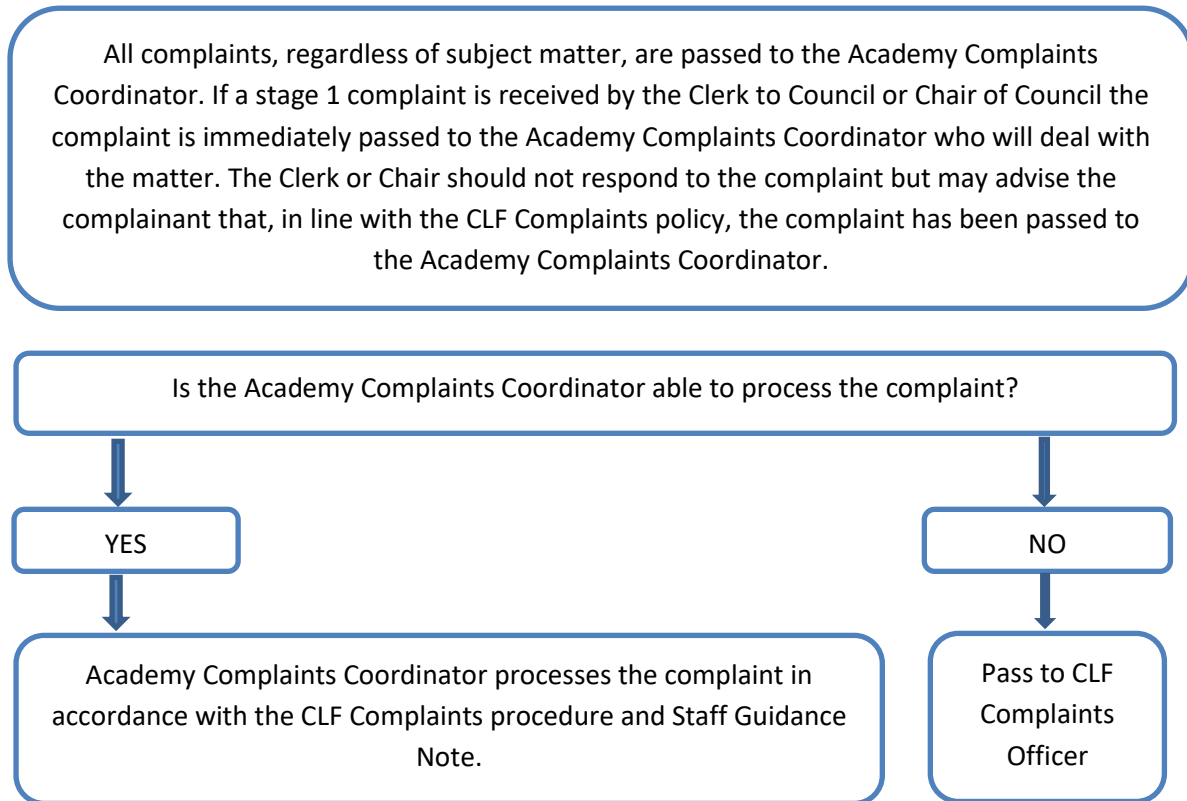 All complaints, regardless of subject matter, are passed to the Academy Complaints
Coordinator. If a stage 1 complaint is received by the Clerk to Council or Chair of Council the
complaint is immediately passed to the Academy Complaints Coordinator who will deal with
the matter. The Clerk or Chair should not respond to the complaint but may advise the
complainant that, in line with the CLF Complaints policy, the complaint has been passed to
the Academy Complaints Coordinator.
Is the Academy Complaints Coordinator able to process the complaint?
YES
NO
Academy Complaints Coordinator processes the complaint in
accordance with the CLF Complaints procedure and Staff Guidance
Note.
Pass to CLF
Complaints
Officer